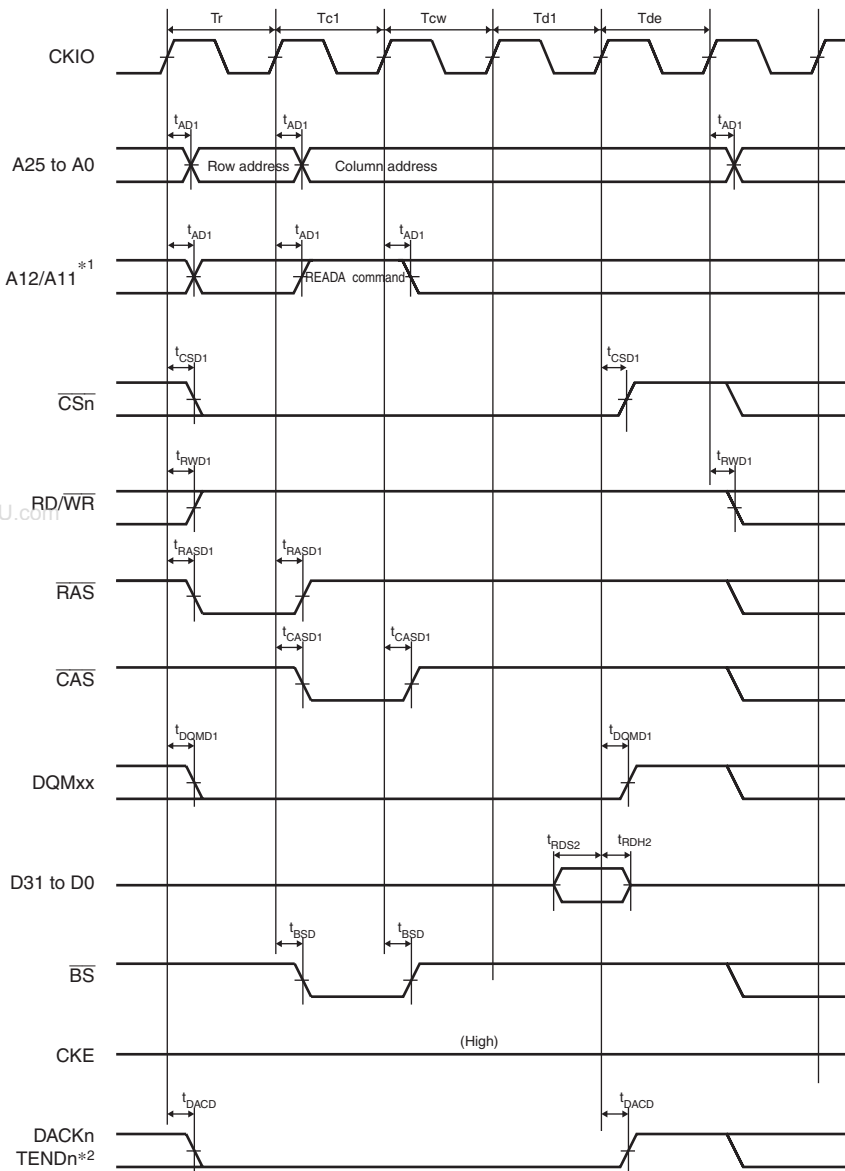 Tr Tc1 Tcw Td1 Tde
CKIO
tAD1 tAD1 tAD1
A25 to A0 Row address Column address
tAD1 tAD1 tAD1
A12/A11*1 READA command
tCSD1 tCSD1
CSn
tRWD1 tRWD1
RD/WR
U.com
tRASD1 tRASD1
RAS
tCASD1 tCASD1
CAS
tDQMD1 tDQMD1
DQMxx
tRDS2 tRDH2
D31 to D0
tBSD tBSD
BS
(High)
CKE
tDACD tDACD
DACKn
TENDn*2